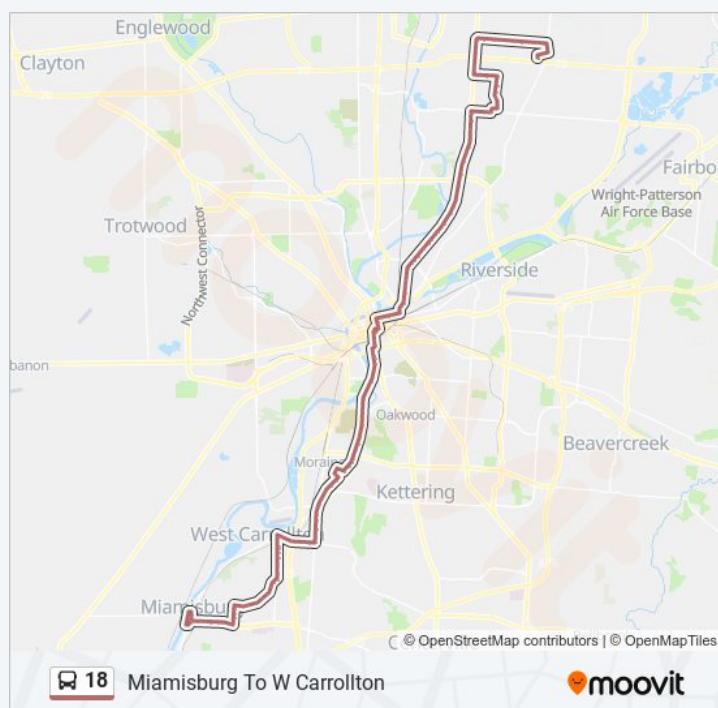 Englewood
Clayton
Fairbo
Wright-Patterson
Air Force Base
Trotwood
Northwest Connector
Riverside
banon
Oakwood
Beavercreek
Moraine
Kettering
West Carrollton
Miamisburg
© OpenStreetMap contributors | © OpenMapTiles
18 Miamisburg To W Carrollton
moovit